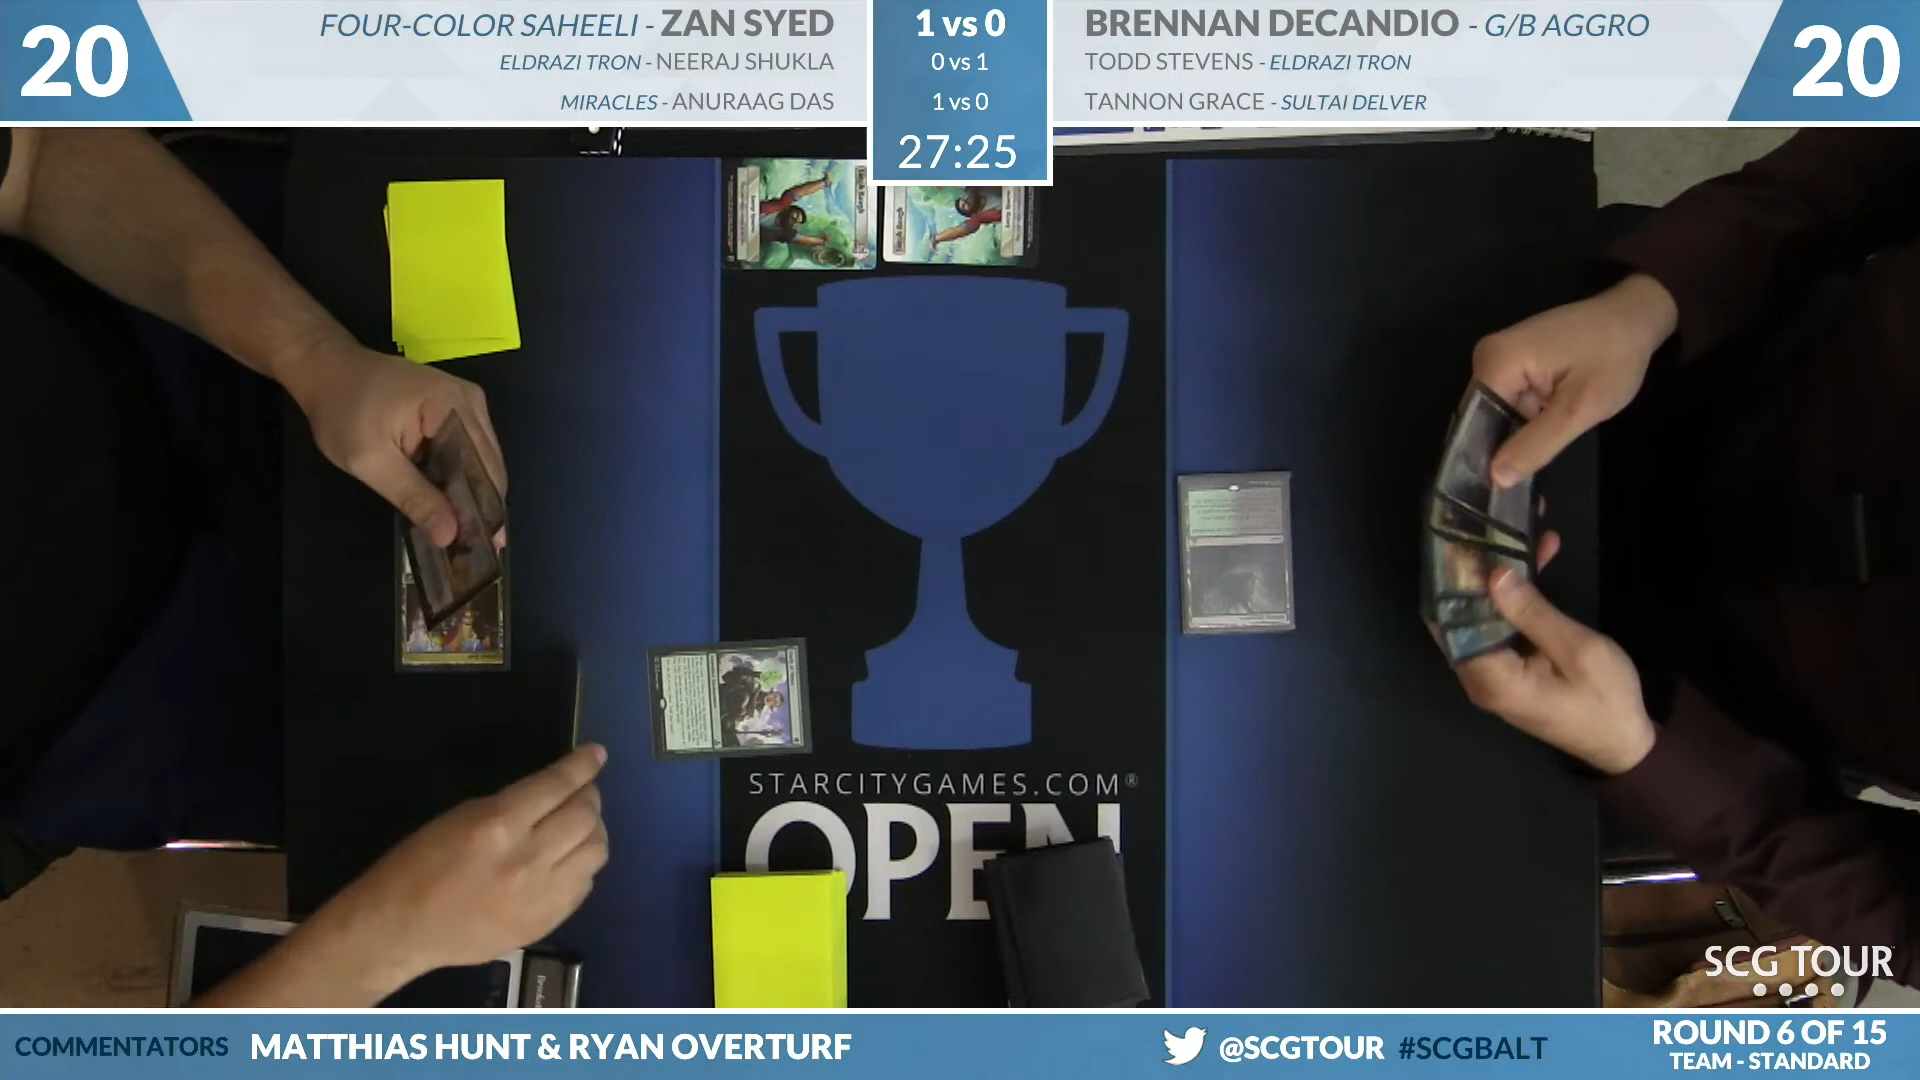 20
FOUR-COLOR SAHEELI - ZAN SYED
ELDRAZI TRON - NEERAJ SHUKLA
MIRACLES - ANURAAG DAS
1 vs 0
0 vs 1
1 vs 0
27:25
BRENNAN DECANDIO - G/B AGGRO
TODD STEVENS - ELDRAZI TRON
TANNON GRACE - SULTAI DELVER
20
STARCITYGAMES.COM®
OPEN
SCG TOUR
COMMENTATORS MATTHIAS HUNT & RYAN OVERTURF
@SCGTOUR #SCGBALT
ROUND 6 OF 15
TEAM - STANDARD